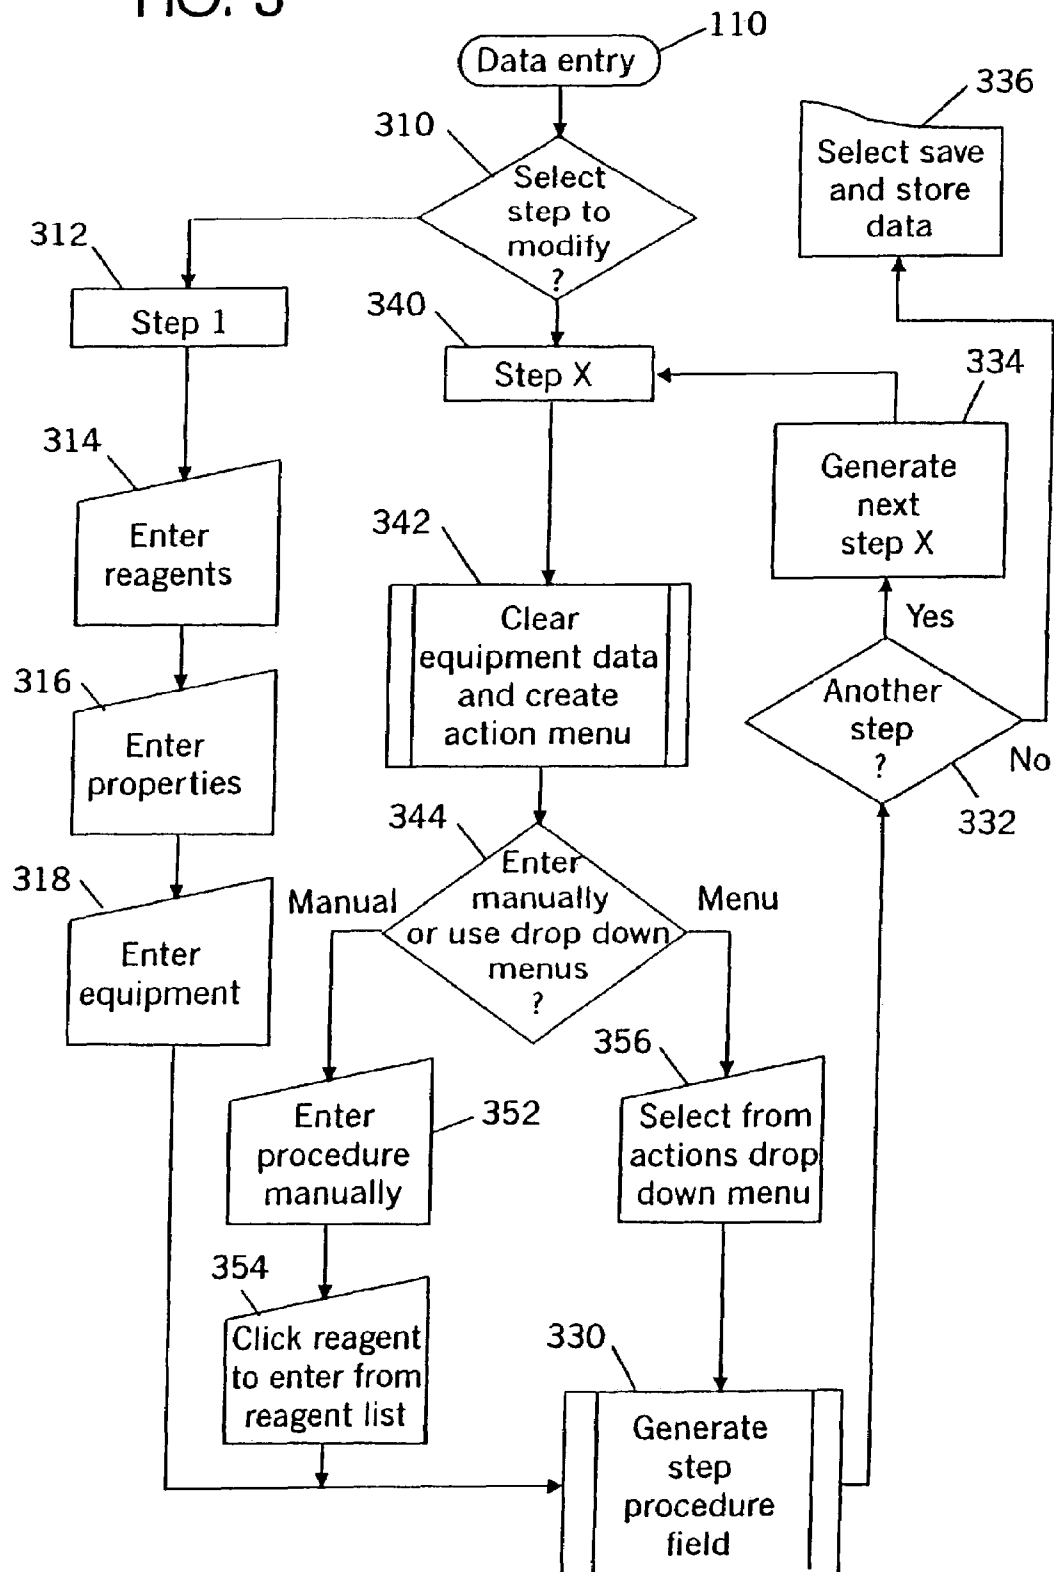 FIG. 3
110
Data entry
336
310
Select save
and store
data
Select
step to
modify
?
312
Step 1
340
Step X
334
Generate
next
step X
314
Enter
reagents
342
Clear
equipment data
and create
action menu
Yes
Another
step
?
No
332
316
Enter
properties
344
Enter
manually
or use drop down
menus
?
Manual
Menu
318
Enter
equipment
356
Select from
actions drop
down menu
352
Enter
procedure
manually
354
Click reagent
to enter from
reagent list
330
Generate
step
procedure
field